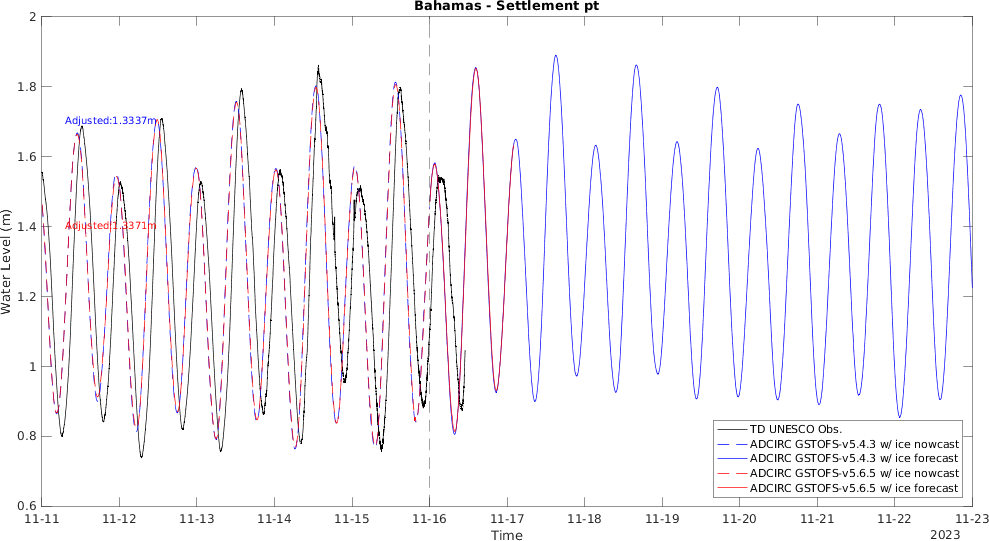 Bahamas - Settlement pt
2
1.8
1.6
1.4
1.2
1
0.8
0.6
Water Level (m)
Adjusted:1.3337m
Adjusted:1.3371m
TD UNESCO Obs.
ADCIRC GSTOFS-v5.4.3 w/ ice nowcast
ADCIRC GSTOFS-v5.4.3 w/ ice forecast
ADCIRC GSTOFS-v5.6.5 w/ ice nowcast
ADCIRC GSTOFS-v5.6.5 w/ ice forecast
11-11 11-12 11-13 11-14 11-15 11-16 11-17 11-18 11-19 11-20 11-21 11-22 11-23
Time
2023